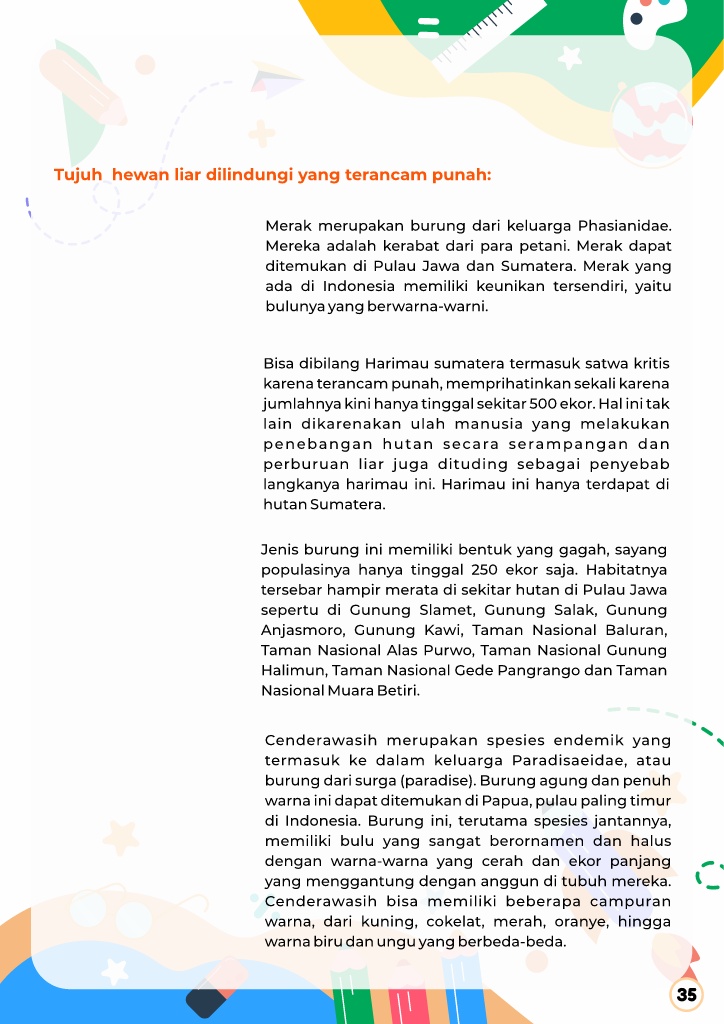 Tujuh  hewan liar dilindungi yang terancam punah:
Merak merupakan burung dari keluarga Phasianidae.
Mereka adalah kerabat dari para petani. Merak dapat
ditemukan di Pulau Jawa dan Sumatera. Merak yang
ada di Indonesia memiliki keunikan tersendiri, yaitu
bulunya yang berwarna-warni.
Bisa dibilang Harimau sumatera termasuk satwa kritis
karena terancam punah, memprihatinkan sekali karena
jumlahnya kini hanya tinggal sekitar 500 ekor. Hal ini tak
lain dikarenakan ulah manusia yang melakukan
penebangan hutan secara serampangan dan
perburuan liar juga dituding sebagai penyebab
langkanya harimau ini. Harimau ini hanya terdapat di
hutan Sumatera.
Jenis burung ini memiliki bentuk yang gagah, sayang
populasinya hanya tinggal 250 ekor saja. Habitatnya
tersebar hampir merata di sekitar hutan di Pulau Jawa
sepertu di Gunung Slamet, Gunung Salak, Gunung
Anjasmoro, Gunung Kawi, Taman Nasional Baluran,
Taman Nasional Alas Purwo, Taman Nasional Gunung
Halimun, Taman Nasional Gede Pangrango dan Taman
Nasional Muara Betiri.
Cenderawasih merupakan spesies endemik yang
termasuk ke dalam keluarga Paradisaeidae, atau
burung dari surga (paradise). Burung agung dan penuh
warna ini dapat ditemukan di Papua, pulau paling timur
di Indonesia. Burung ini, terutama spesies jantannya,
memiliki bulu yang sangat berornamen dan halus
dengan warna-warna yang cerah dan ekor panjang
yang menggantung dengan anggun di tubuh mereka.
Cenderawasih bisa memiliki beberapa campuran
warna, dari kuning, cokelat, merah, oranye, hingga
warna biru dan ungu yang berbeda-beda.
35